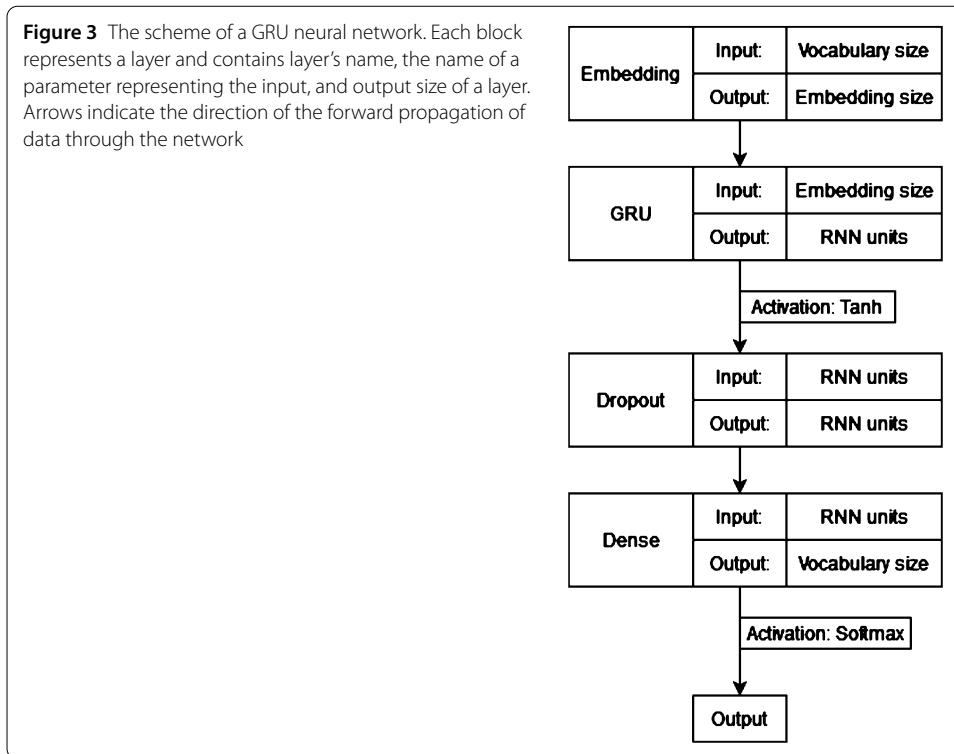 Figure 3 The scheme of a GRU neural network. Each block
represents a layer and contains layer's name, the name of a
parameter representing the input, and output size of a layer.
Arrows indicate the direction of the forward propagation of
data through the network
Embedding
Input:
Vocabulary size
Output:
Embedding size
GRU
Input:
Embedding size
Output:
RNN units
Activation: Tanh
Dropout
Input:
RNN units
Output:
RNN units
Dense
Input:
RNN units
Output:
Vocabulary size
Activation: Softmax
Output